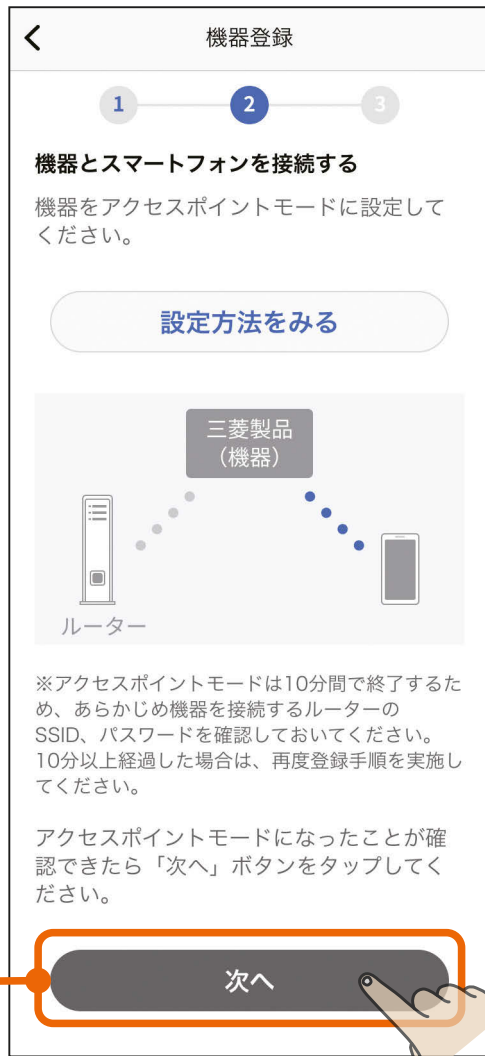 機器登録
1
2
3
機器とスマートフォンを接続する
機器をアクセスポイントモードに設定して
ください。
設定方法をみる
三菱製品
（機器）
ルーター
※アクセスポイントモードは10分間で終了するた
め、あらかじめ機器を接続するルーターの
SSID、パスワードを確認しておいてください。
10分以上経過した場合は、再度登録手順を実施し
てください。
アクセスポイントモードになったことが確
認できたら「次へ」ボタンをタップしてく
ださい。
次へ